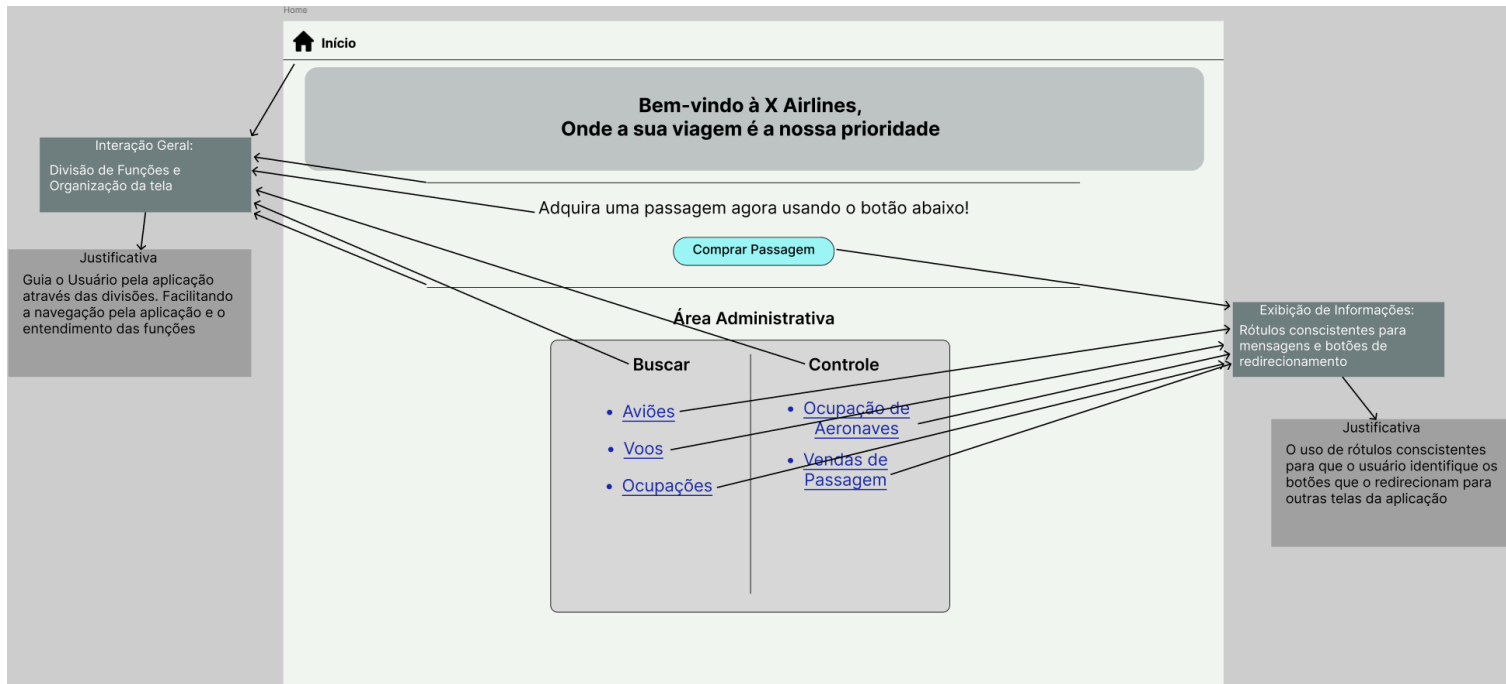 Home
Início
Bem-vindo à X Airlines,
Onde a sua viagem é a nossa prioridade
Interação Geral:
Divisão de Funções e
Organização da tela
Justificativa
Guia o Usuário pela aplicação
através das divisões. Facilitando
a navegação pela aplicação e o
entendimento das funções
Adquira uma passagem agora usando o botão abaixo!
Comprar Passagem
Área Administrativa
Buscar
Aviões
Voos
Ocupações
Controle
Ocupação de
Aeronaves
Vendas de
Passagem
Exibição de Informações:
Rótulos conscistentes para
mensagens e botões de
redirecionamento
Justificativa
O uso de rótulos conscistentes
para que o usuário identifique os
botões que o redirecionam para
outras telas da aplicação